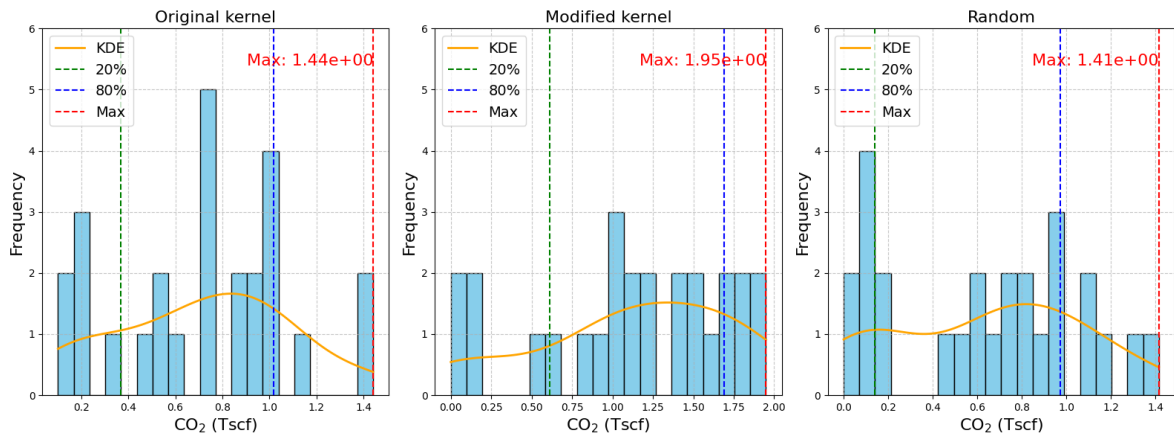 Original kernel
KDE
20%
80%
Max
Max: 1.44e+00
6
5
4
3
2
1
0
Frequency
0.2 0.4 0.6 0.8 1.0 1.2 1.4
CO₂ (Tscf)
Modified kernel
KDE
20%
80%
Max
Max: 1.95e+00
6
5
4
3
2
1
0
Frequency
0.00 0.25 0.50 0.75 1.00 1.25 1.50 1.75 2.00
CO₂ (Tscf)
Random
KDE
20%
80%
Max
Max: 1.41e+00
6
5
4
3
2
1
0
Frequency
0.0 0.2 0.4 0.6 0.8 1.0 1.2 1.4
CO₂ (Tscf)